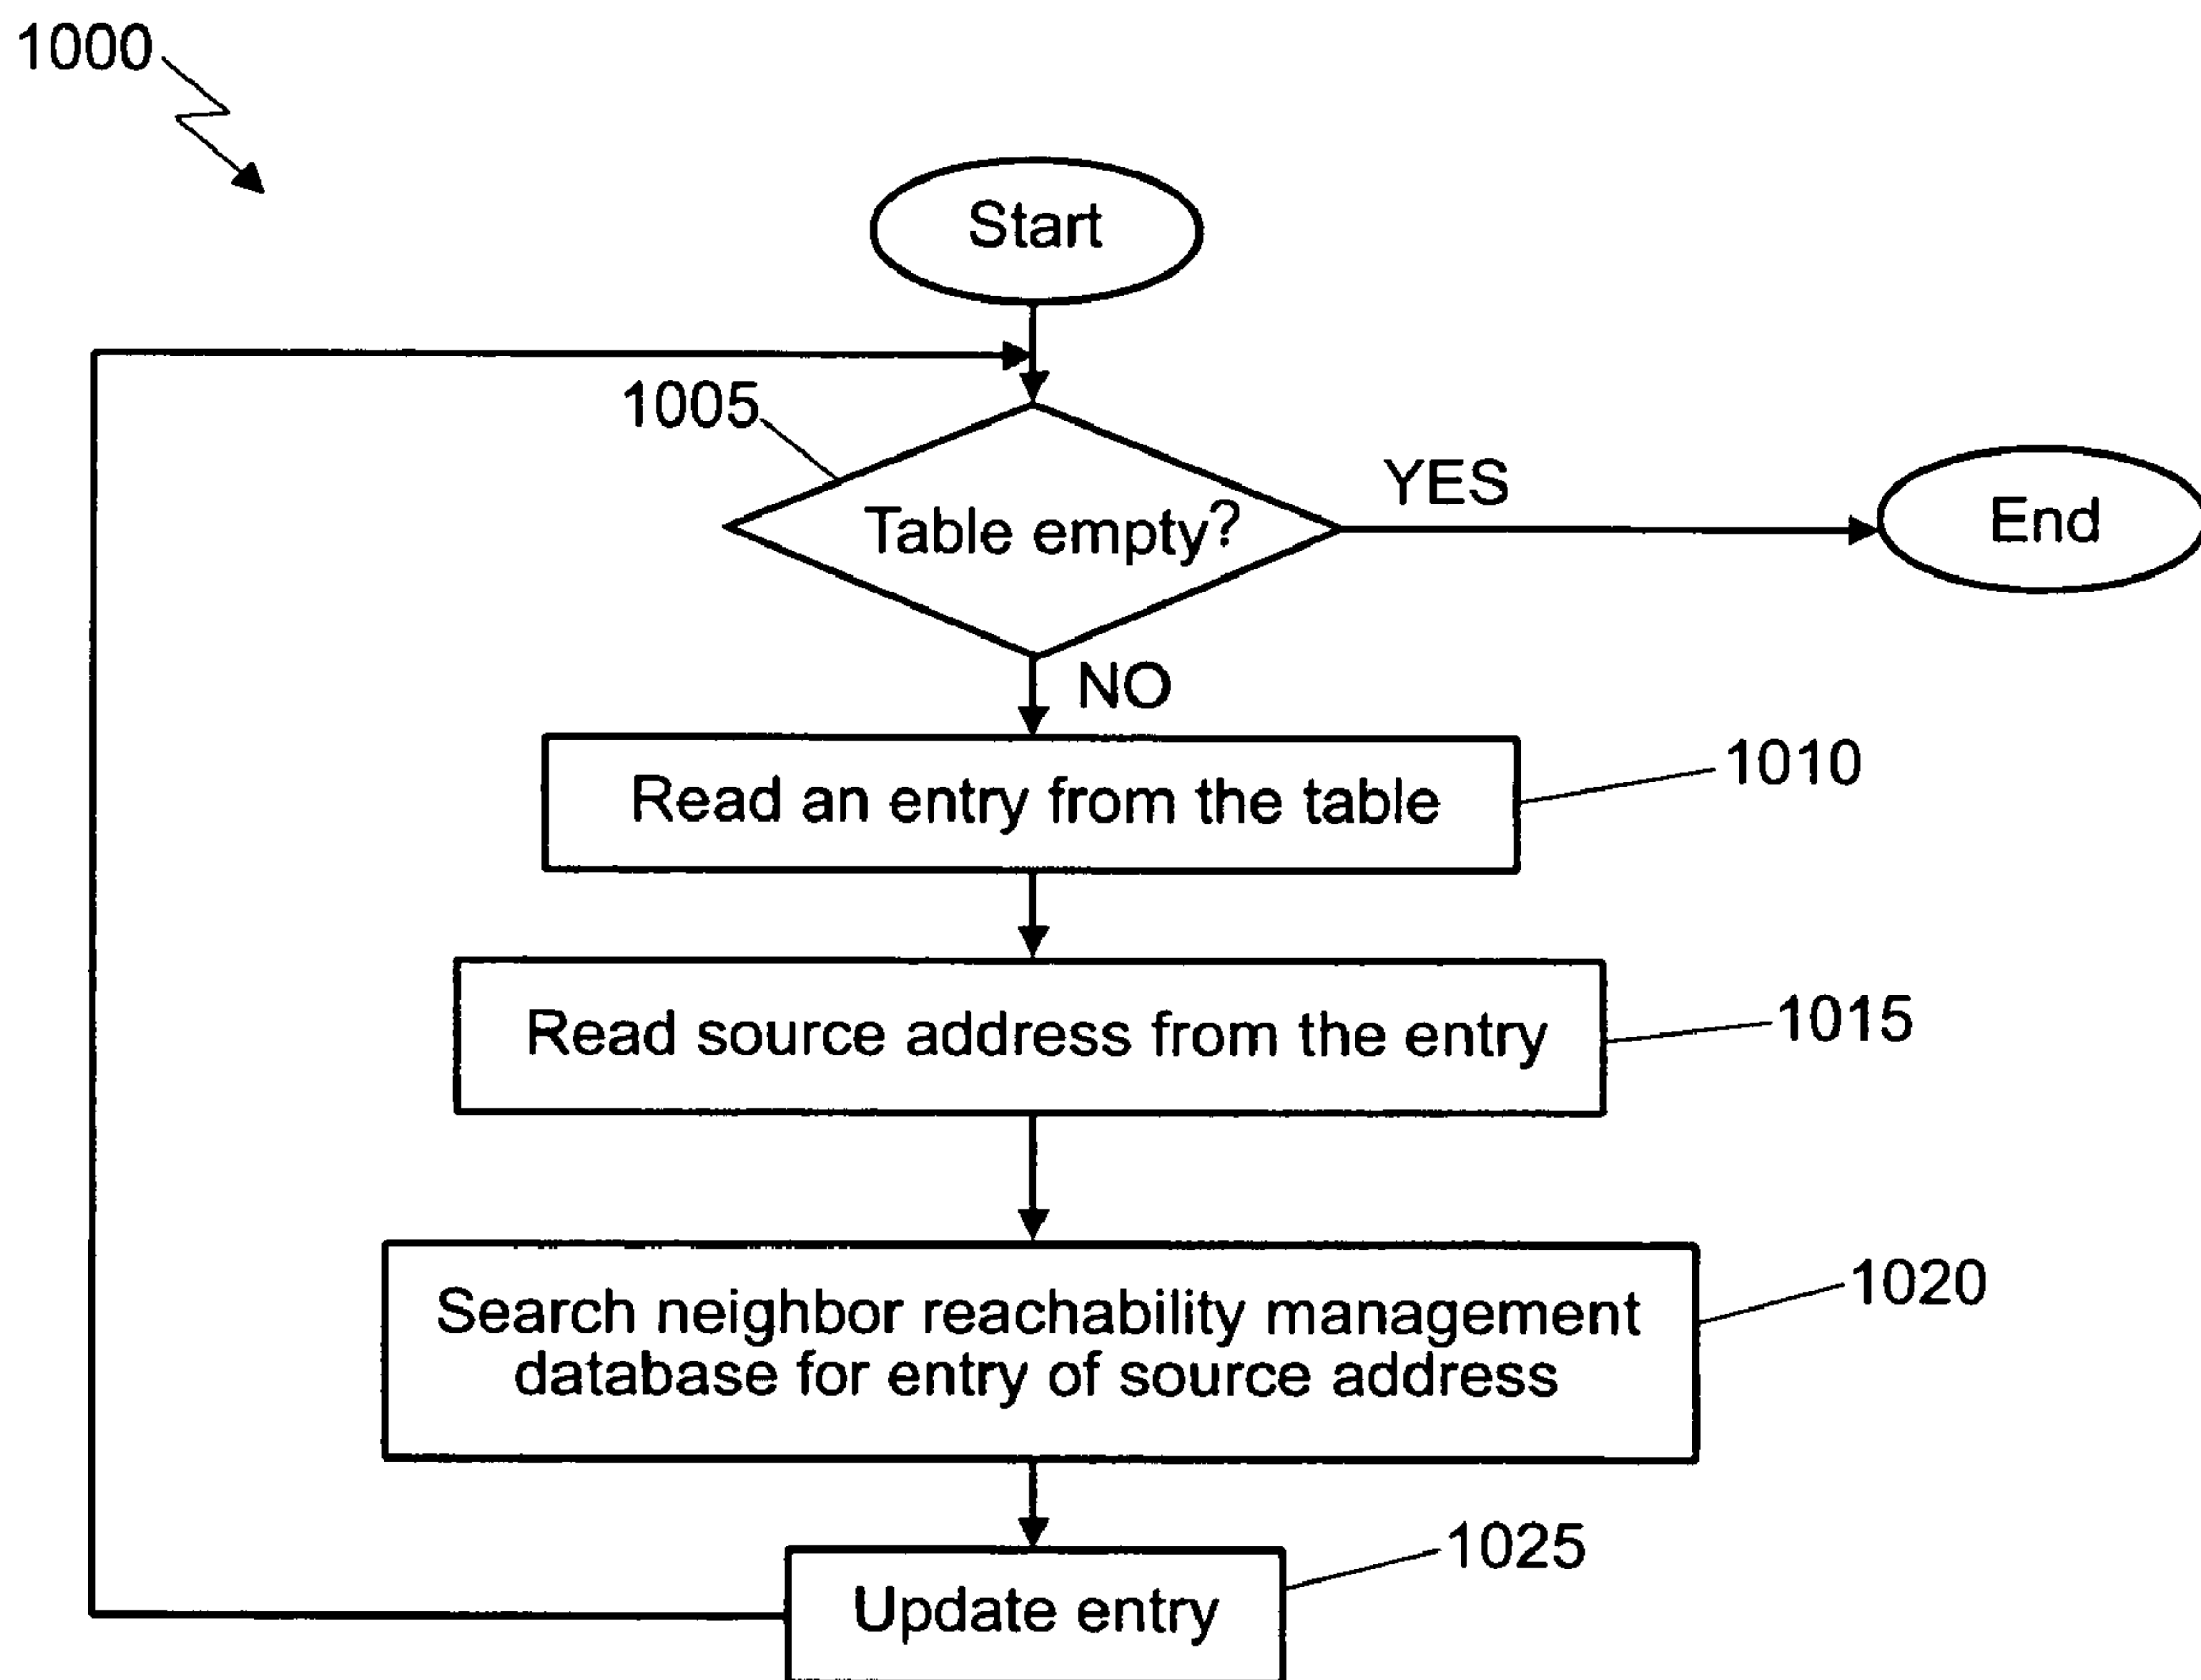 1000
Start
1005
Table empty?
YES
End
NO
Read an entry from the table
1010
Read source address from the entry
1015
Search neighbor reachability management
database for entry of source address
1020
Update entry
1025